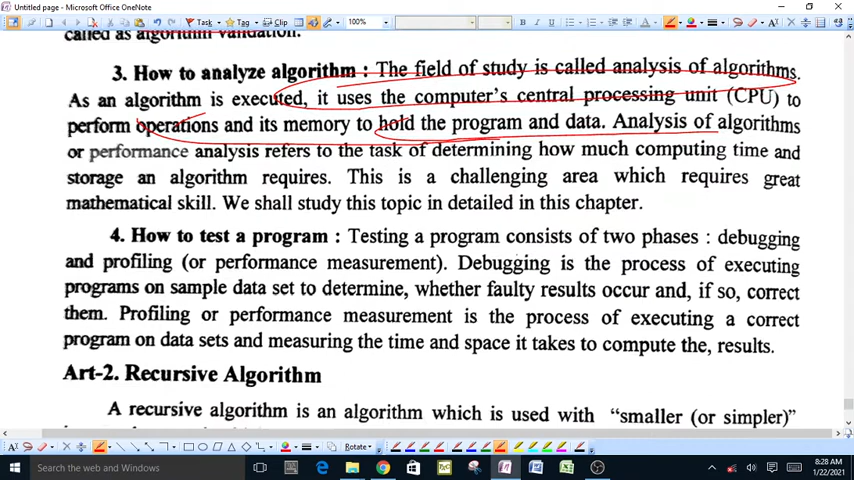 Untitled page - Microsoft Office OneNote
Task
Tag
Clip
100%
called as algorithm validation.
3. How to analyze algorithm : The field of study is called analysis of algorithms.
As an algorithm is executed, it uses the computer's central processing unit (CPU) to
perform operations and its memory to hold the program and data. Analysis of algorithms
or performance analysis refers to the task of determining how much computing time and
storage an algorithm requires. This is a challenging area which requires great
mathematical skill. We shall study this topic in detailed in this chapter.
4. How to test a program : Testing a program consists of two phases : debugging
and profiling (or performance measurement). Debugging is the process of executing
programs on sample data set to determine, whether faulty results occur and, if so, correct
them. Profiling or performance measurement is the process of executing a correct
program on data sets and measuring the time and space it takes to compute the, results.
Art-2. Recursive Algorithm
A recursive algorithm is an algorithm which is used with "smaller (or simpler)"
Rotate
Search the web and Windows
8:28 AM
1/22/2021